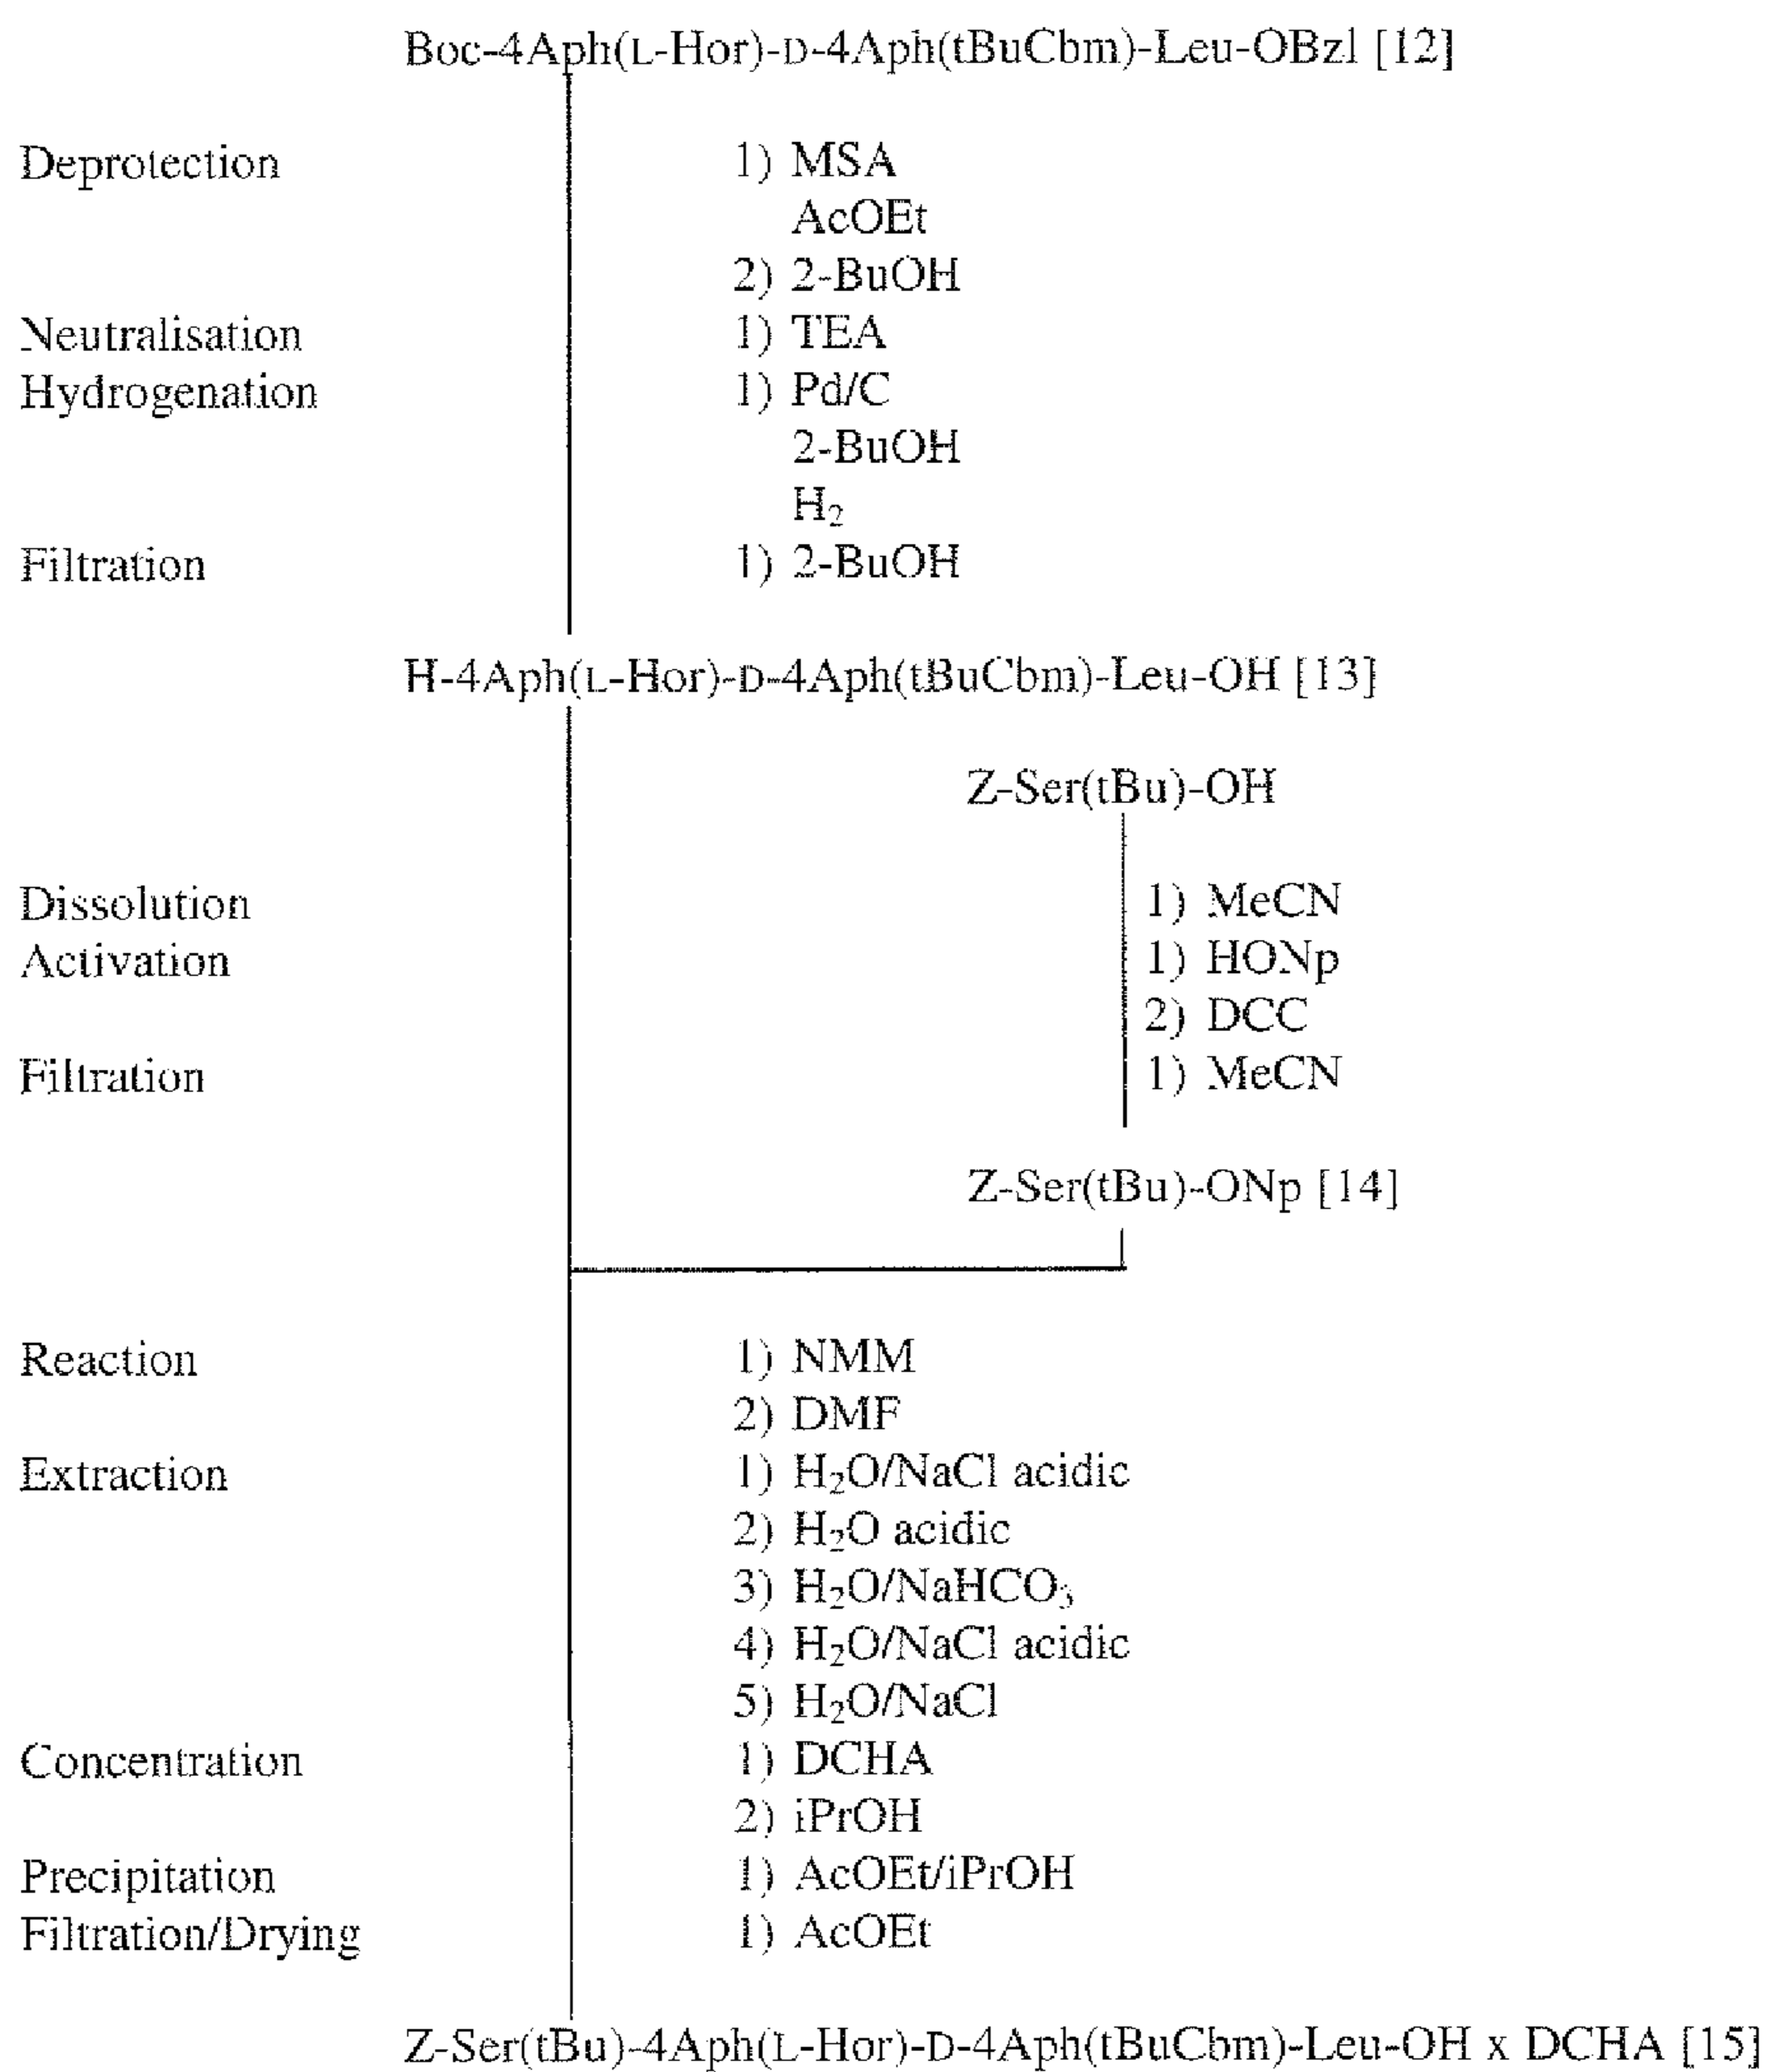 Boc-4Aph(L-Hor)-D-4Aph(tBuCbm)-Leu-OBzl [12]
Deprotection 1) MSA
AcOEt
2) 2-BuOH
Neutralisation 1) TEA
Hydrogenation 1) Pd/C
2-BuOH
H₂
Filtration 1) 2-BuOH
H-4Aph(L-Hor)-D-4Aph(tBuCbm)-Leu-OH [13]
Z-Ser(tBu)-OH
Dissolution 1) MeCN
Activation 1) HONp
2) DCC
Filtration 1) MeCN
Z-Ser(tBu)-ONp [14]
Reaction 1) NMM
2) DMF
Extraction 1) H₂O/NaCl acidic
2) H₂O acidic
3) H₂O/NaHCO₃
4) H₂O/NaCl acidic
5) H₂O/NaCl
Concentration 1) DCHA
2) iPrOH
Precipitation 1) AcOEt/iPrOH
Filtration/Drying 1) AcOEt
Z-Ser(tBu)-4Aph(L-Hor)-D-4Aph(tBuCbm)-Leu-OH x DCHA [15]